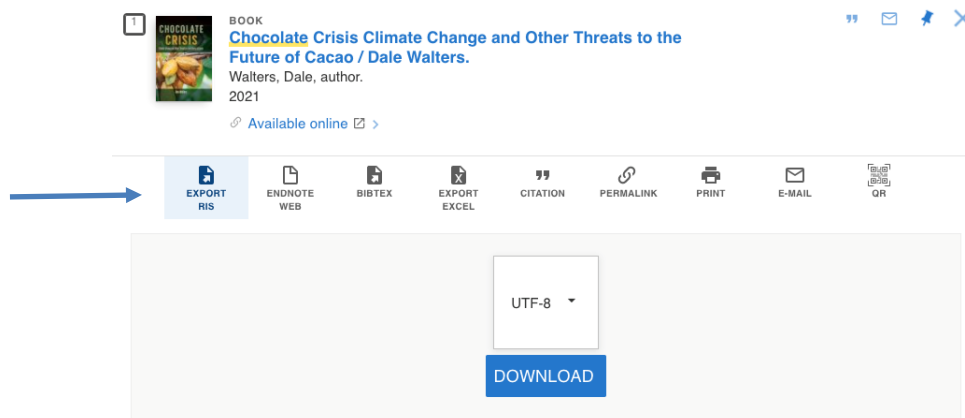 1
BOOK
Chocolate Crisis Climate Change and Other Threats to the
Future of Cacao / Dale Walters.
Walters, Dale, author.
2021
Available online
CHOCOLATE
CRISIS
EXPORT
RIS
ENDNOTE
WEB
BIBTEX
EXPORT
EXCEL
CITATION
PERMALINK
PRINT
E-MAIL
QR
UTF-8
DOWNLOAD